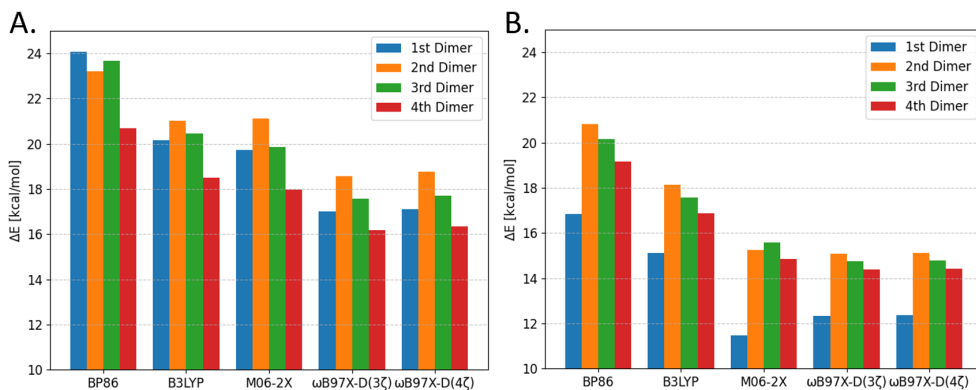 A.
ΔE [kcal/mol]
24
22
20
18
16
14
12
10
1st Dimer
2nd Dimer
3rd Dimer
4th Dimer
BP86
B3LYP
M06-2X
ωB97X-D(3ζ)
ωB97X-D(4ζ)
B.
ΔE [kcal/mol]
24
22
20
18
16
14
12
10
1st Dimer
2nd Dimer
3rd Dimer
4th Dimer
BP86
B3LYP
M06-2X
ωB97X-D(3ζ)
ωB97X-D(4ζ)